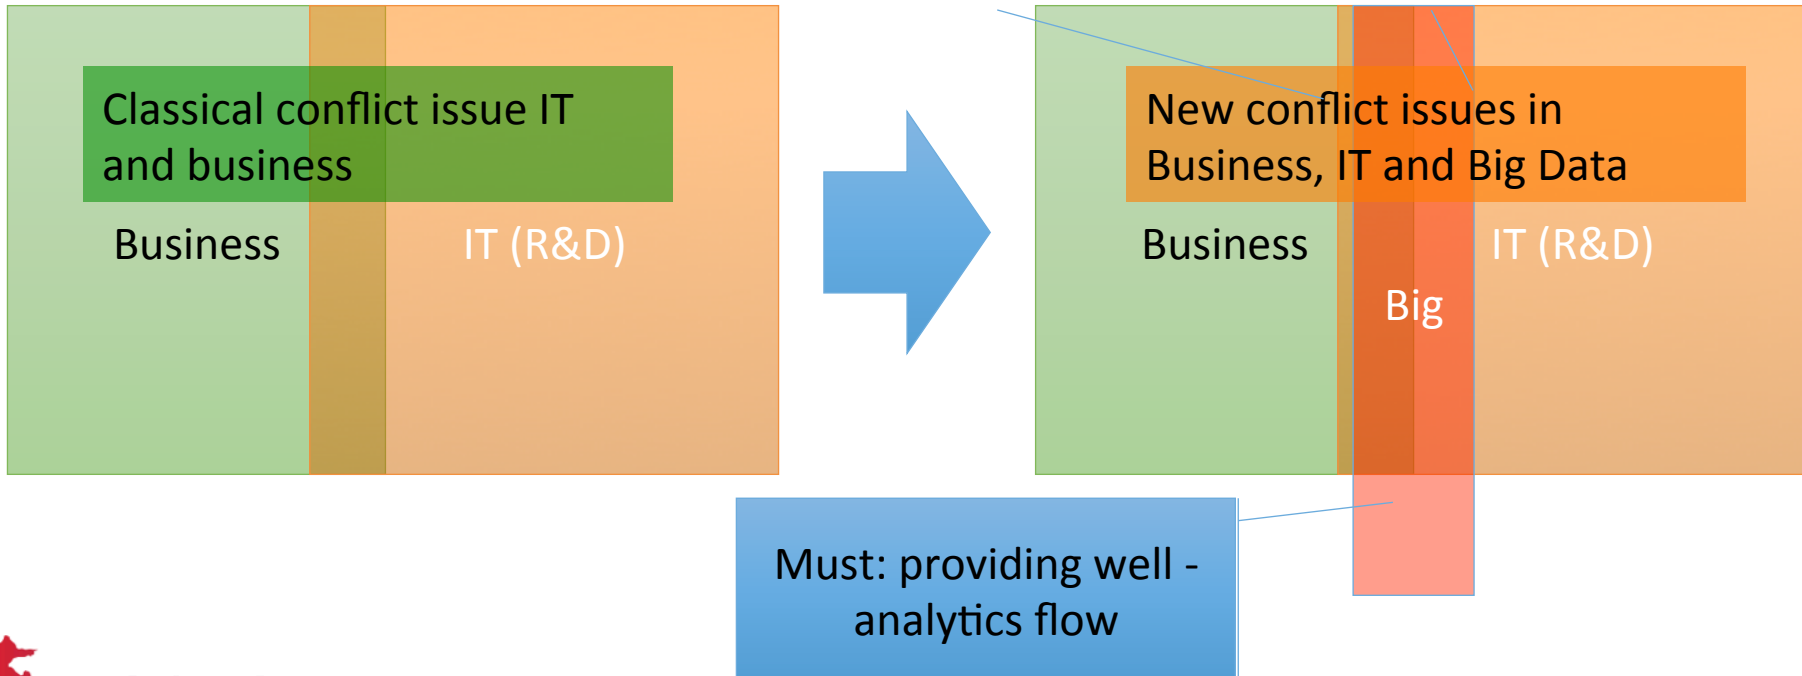 Classical conflict issue IT
and business
Business
IT (R&D)
New conflict issues in
Business, IT and Big Data
Business
IT (R&D)
Big
Must: providing well -
analytics flow